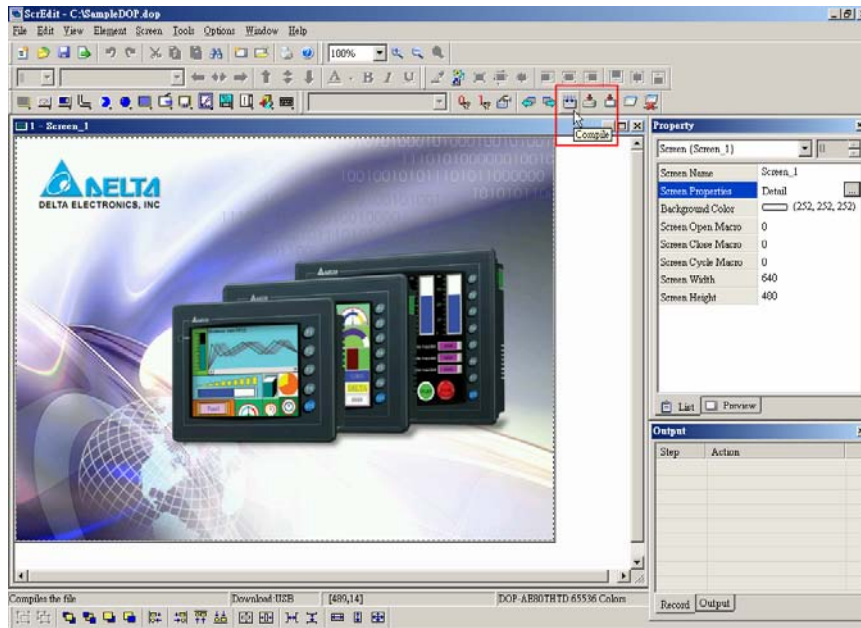 ScrEdit - C:\SampleDOP.dop
File Edit View Element Screen Tools Options Window Help
100%
A B I U
Compile
1 - Screen_1
DELTA
DELTA ELECTRONICS, INC
Property
Screen {Screen_1}
Screen Name Screen_1
Screen Properties Detail ...
Background Color (252, 252, 252)
Screen Open Macro 0
Screen Close Macro 0
Screen Cycle Macro 0
Screen Width 640
Screen Height 480
List Preview
Output
Step Action
Record Output
Compiles the file Download:USB [489,14] DOP-AE80THTD 65536 Colors